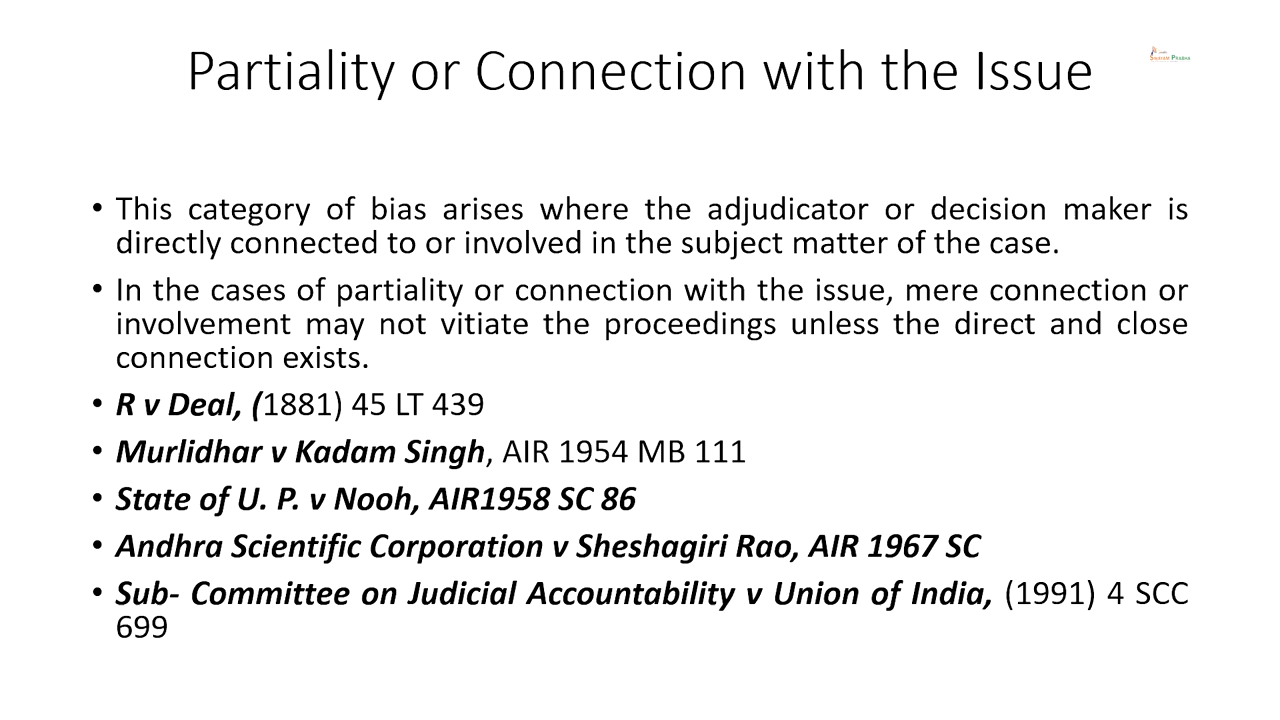 Partiality or Connection with the Issue
SWAYAM PRABHA
• This category of bias arises where the adjudicator or decision maker is
directly connected to or involved in the subject matter of the case.
• In the cases of partiality or connection with the issue, mere connection or
involvement may not vitiate the proceedings unless the direct and close
connection exists.
• R v Deal, (1881) 45 LT 439
• Murlidhar v Kadam Singh, AIR 1954 MB 111
• State of U. P. v Nooh, AIR1958 SC 86
• Andhra Scientific Corporation v Sheshagiri Rao, AIR 1967 SC
• Sub- Committee on Judicial Accountability v Union of India, (1991) 4 SCC
699